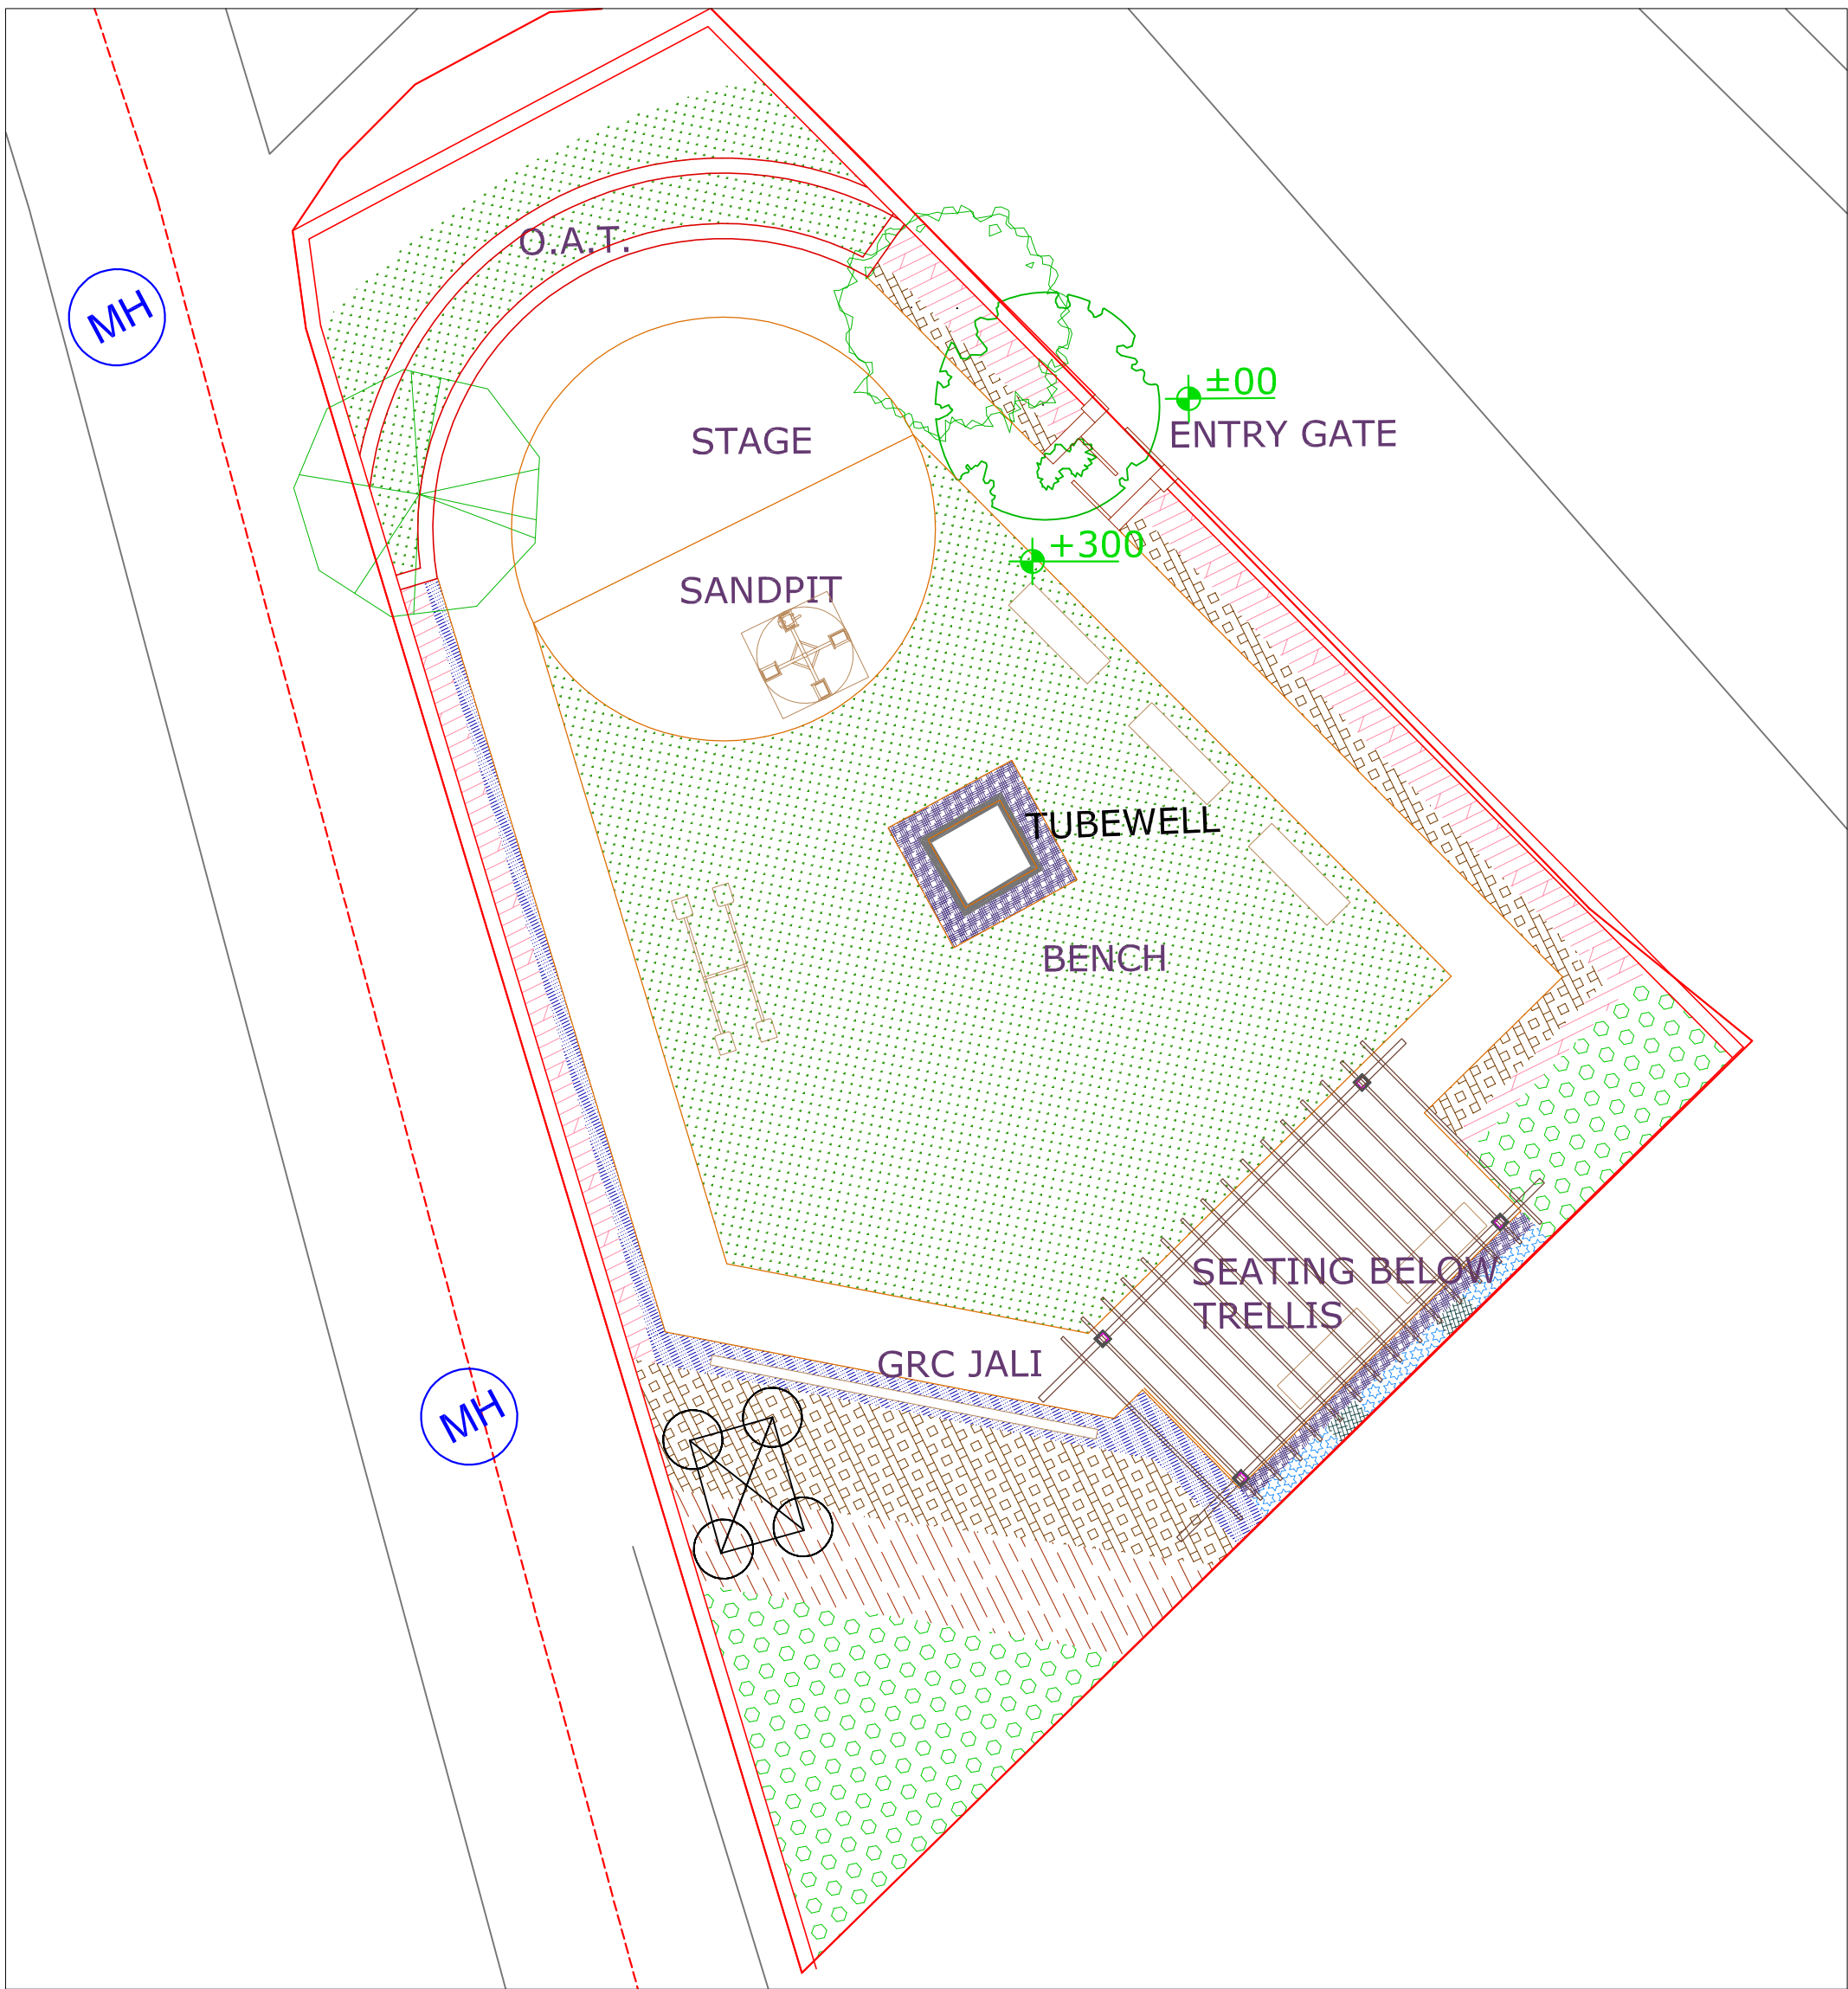 O.A.T.
MH
±00
ENTRY GATE
STAGE
+300
SANDPIT
TUBEWELL
BENCH
SEATING BELOW
TRELLIS
GRC JALI
MH